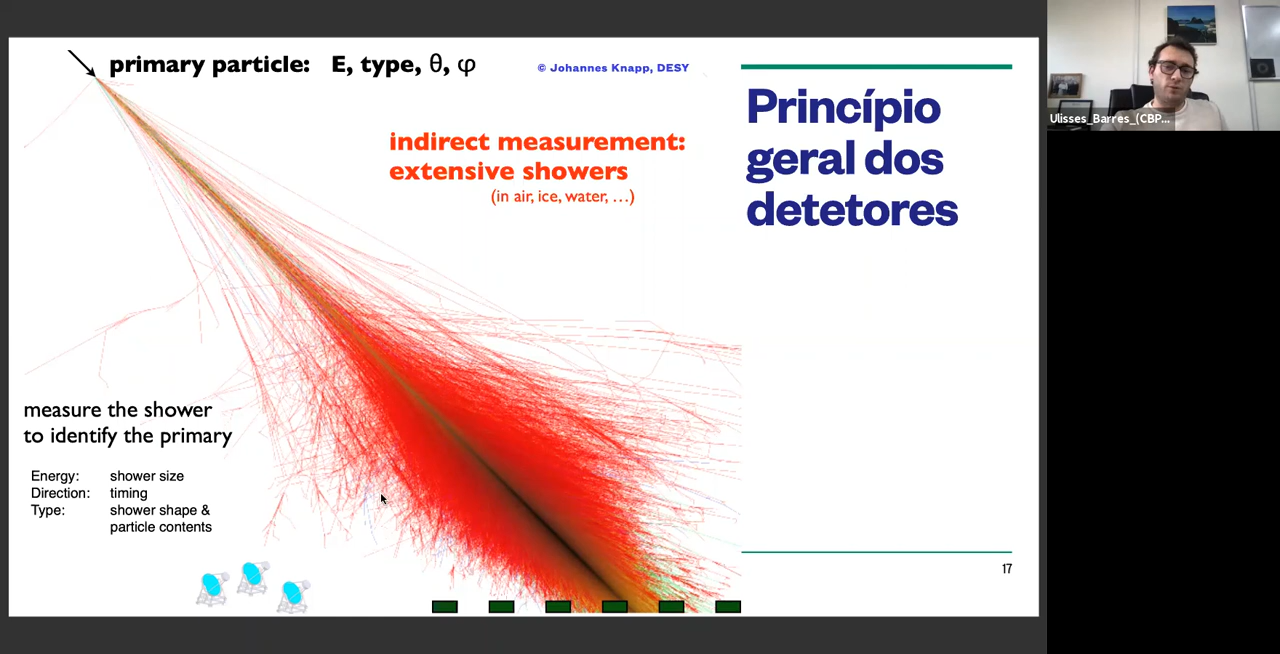 primary particle: E, type, θ, φ
© Johannes Knapp, DESY
indirect measurement:
extensive showers
(in air, ice, water, …)
measure the shower
to identify the primary
Energy: shower size
Direction: timing
Type: shower shape &
particle contents
Princípio
geral dos
detetores
17
Ulisses_Barres_(CBP...